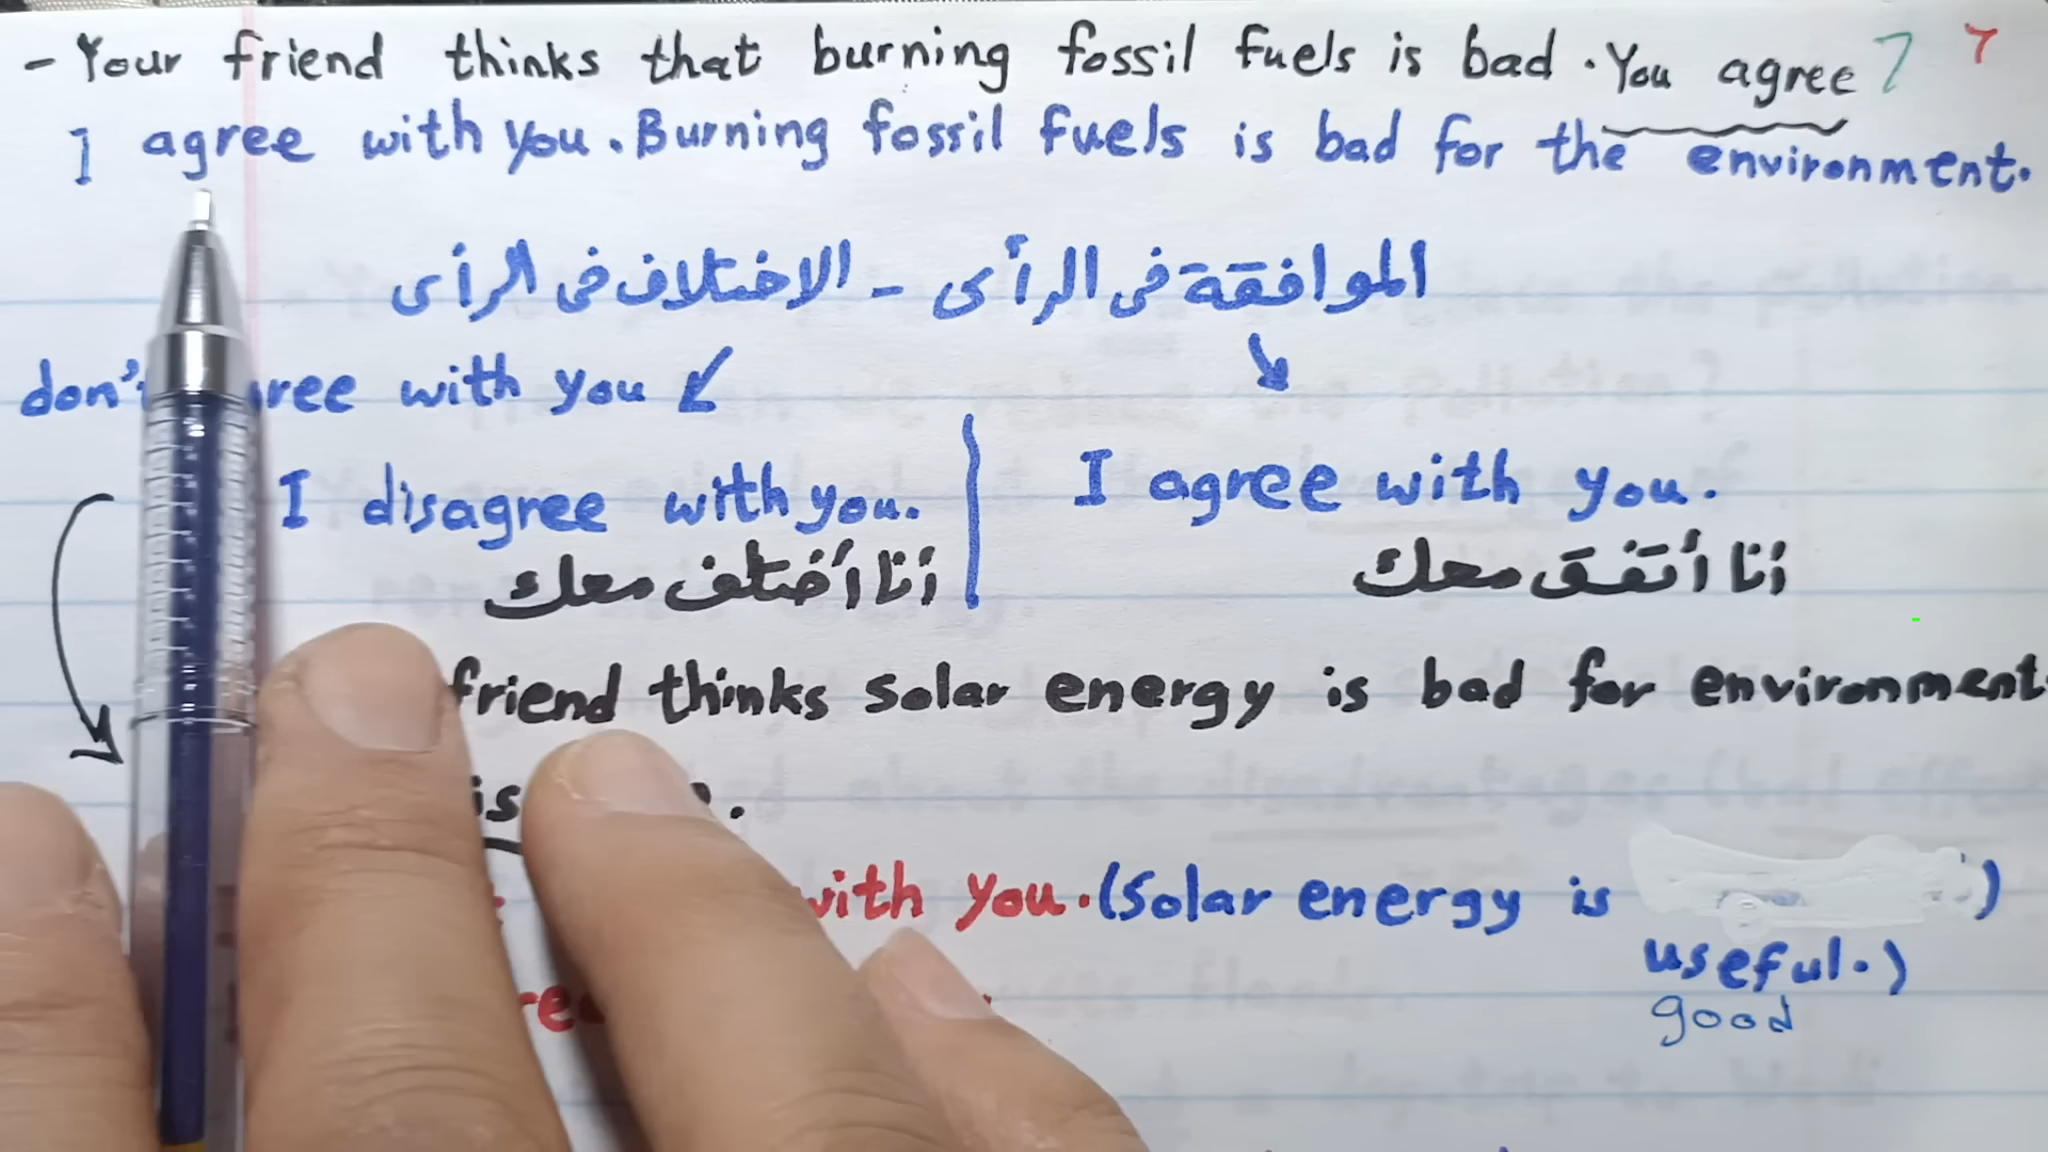 - Your friend thinks that burning fossil fuels is bad. You agree 7 7
I agree with you. Burning fossil fuels is bad for the environment.
الموافقة فى الرأى - الاختلاف فى الرأى
with you
I disagree with you. I agree with you.
أنا أختلف معك أنا أتفق معك
friend thinks solar energy is bad for environment.
with you. (Solar energy is )
useful.)
good